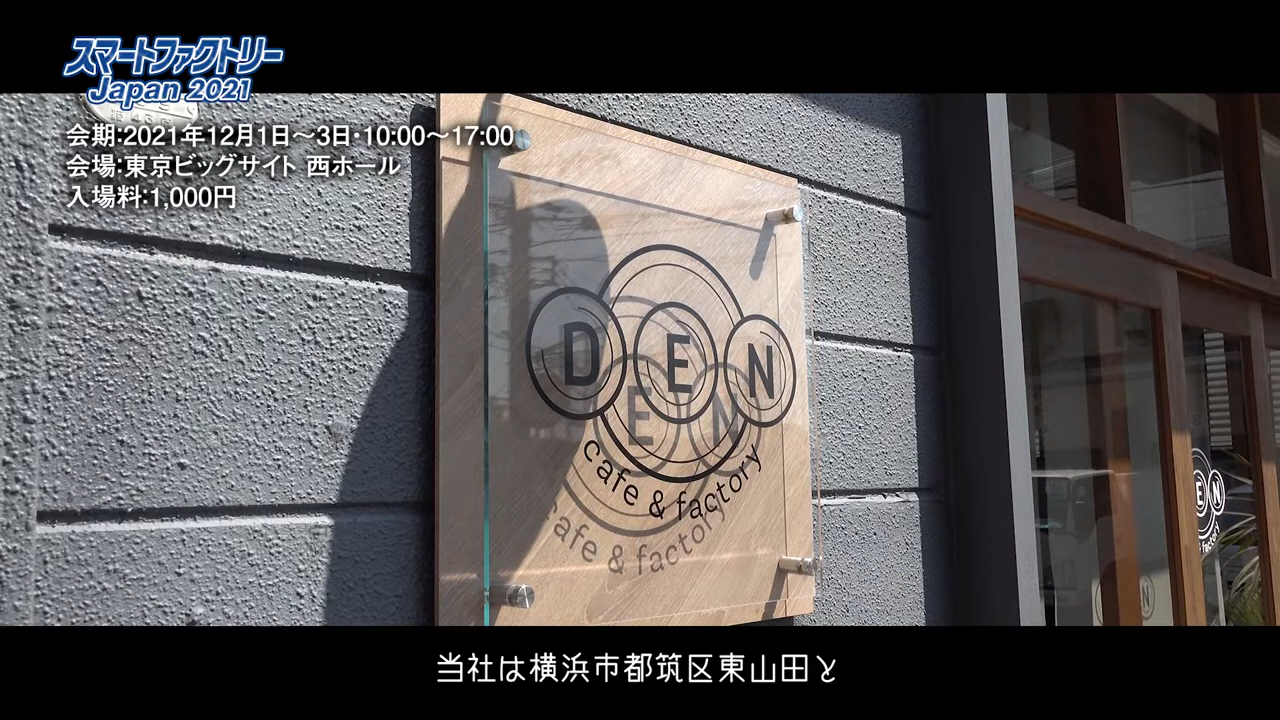 スマートファクトリー
Japan 2021
会期:2021年12月1日～3日・10:00～17:00
会場:東京ビッグサイト 西ホール
入場料:1,000円
DEN
cafe & factory
EN
factory
当社は横浜市都筑区東山田と